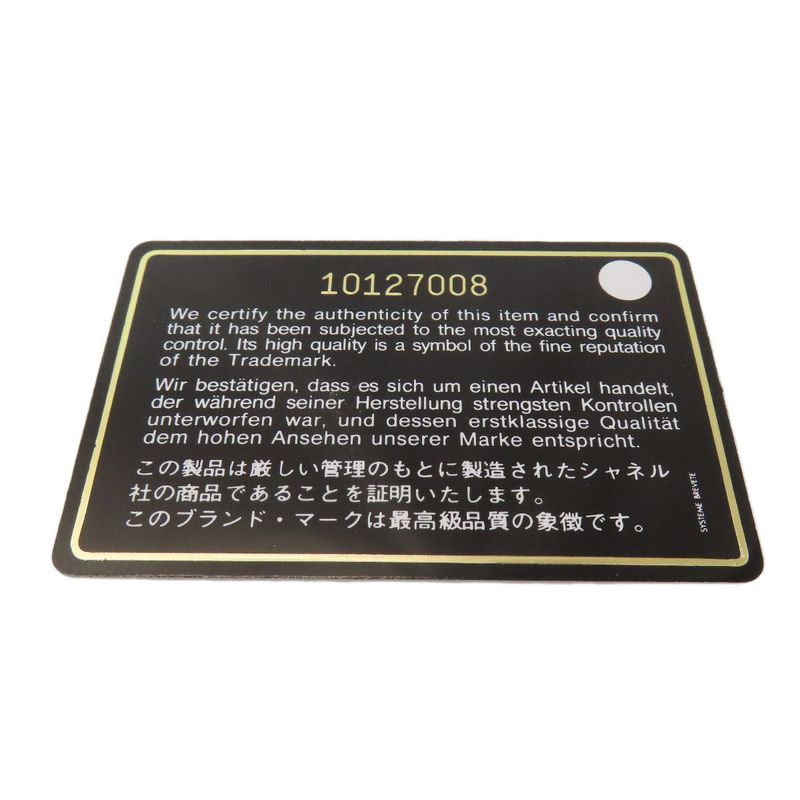 10127008
We certify the authenticity of this item and confirm
that it has been subjected to the most exacting quality
control. Its high quality is a symbol of the fine reputation
of the Trademark.
Wir bestätigen, dass es sich um einen Artikel handelt,
der während seiner Herstellung strengsten Kontrollen
unterworfen war, und dessen erstklassige Qualität
dem hohen Ansehen unserer Marke entspricht.
この製品は厳しい管理のもとに製造されたシャネル
社の商品であることを証明いたします。
このブランド・マークは最高級品質の象徴です。
SYSTEME BREVETE